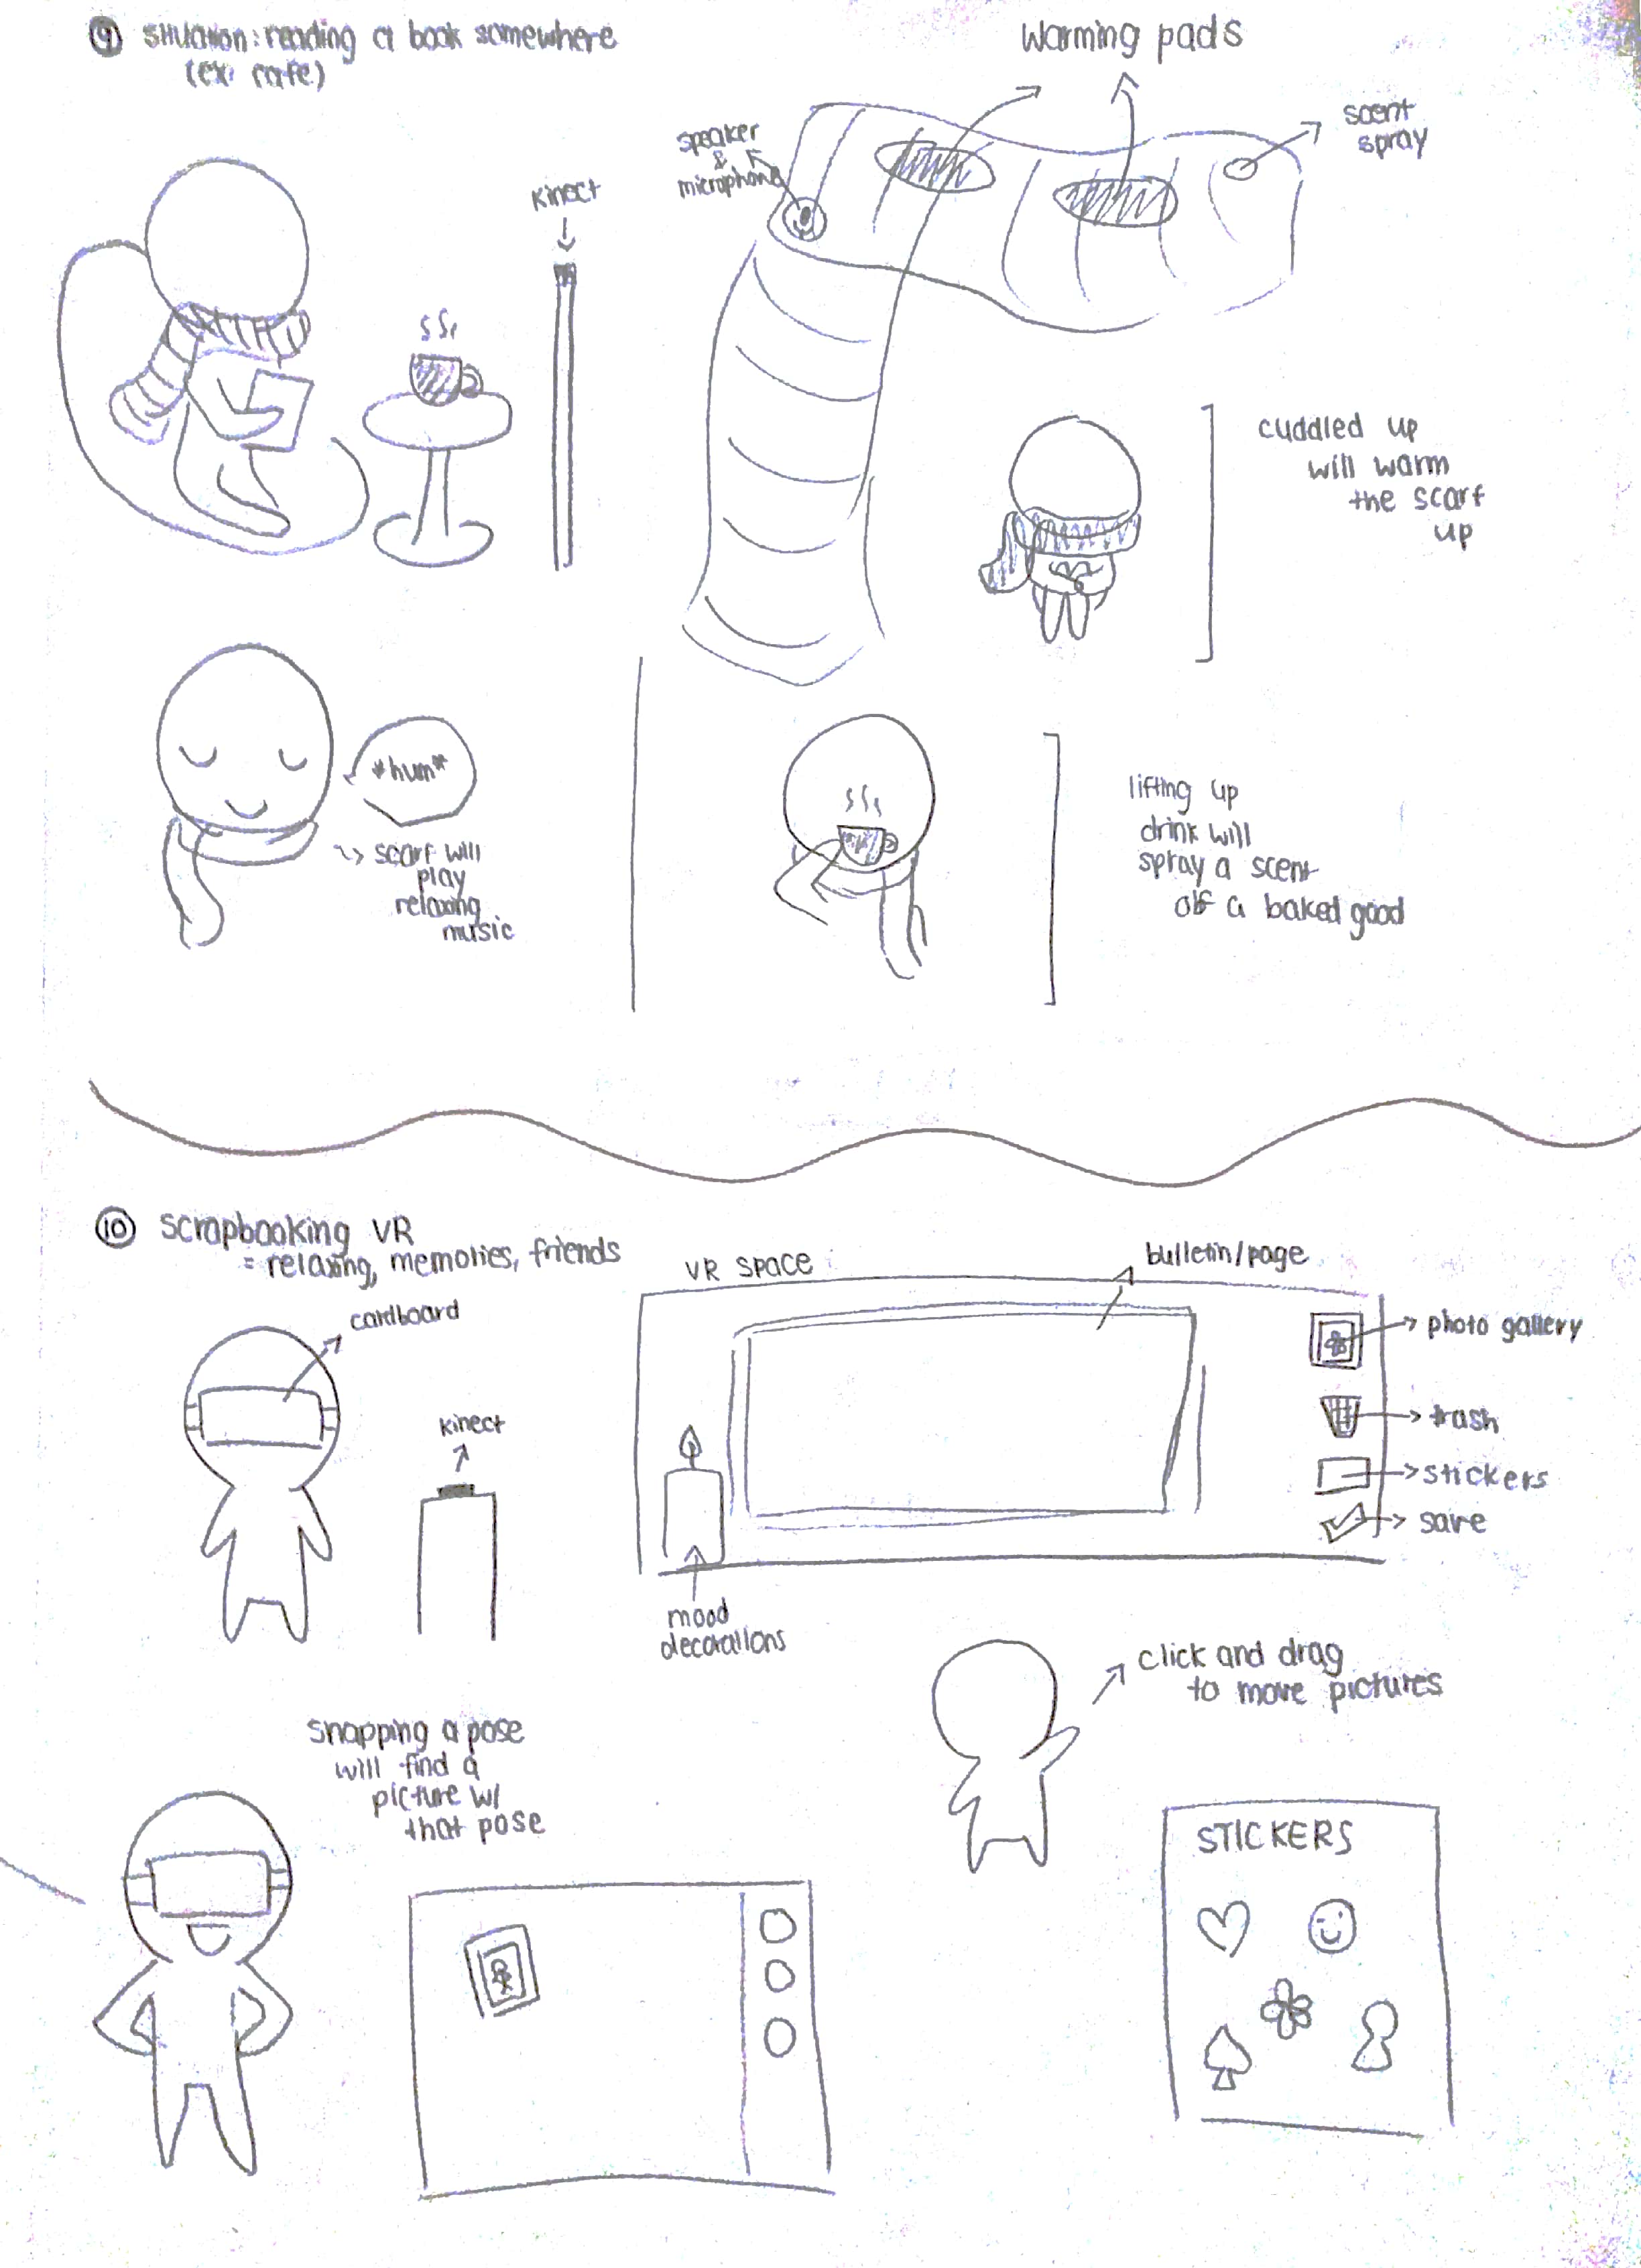 9 situation: reading a book somewhere
(ex: cafe)
warming pads
scent
spray
speaker
&
microphone
kinect
cuddled up
will warm
the scarf
up
*hum*
scarf will
play
relaxing
music
lifting up
drink will
spray a scent
of a baked good
10 scrapbooking VR
= relaxing, memories, friends
cardboard
kinect
VR SPACE :
bulletin/page
photo gallery
trash
stickers
save
mood
decorations
click and drag
to move pictures
snapping a pose
will find a
picture w/
that pose
STICKERS